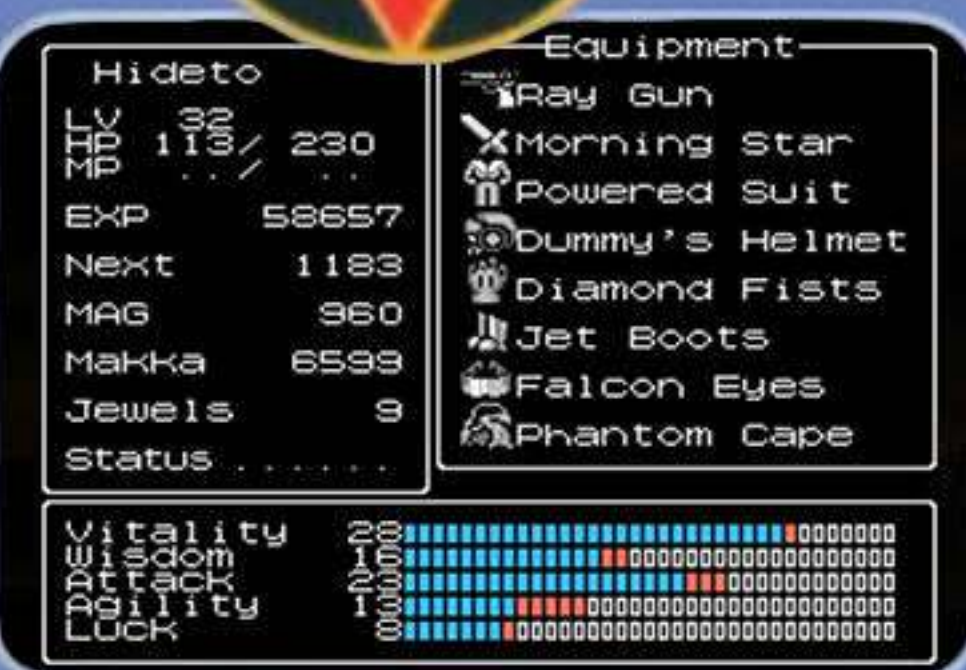 Hideto
LV 32
HP 113/ 230
MP ../ ..
EXP 58657
Next 1183
MAG 960
Makka 6599
Jewels 9
Status ......
Equipment
Ray Gun
Morning Star
Powered Suit
Dummy's Helmet
Diamond Fists
Jet Boots
Falcon Eyes
Phantom Cape
Vitality 28
Wisdom 16
Attack 23
Agility 13
Luck 8